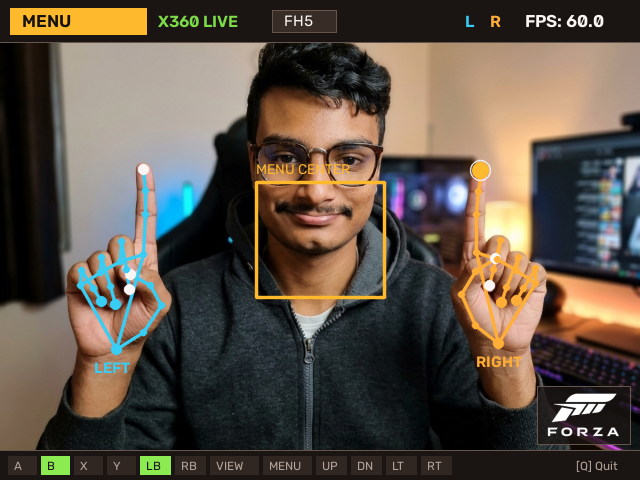 MENU X360 LIVE FH5 L R FPS: 60.0
MENU CENTER
LEFT
RIGHT
FORZA
A B X Y LB RB VIEW MENU UP DN LT RT [Q] Quit